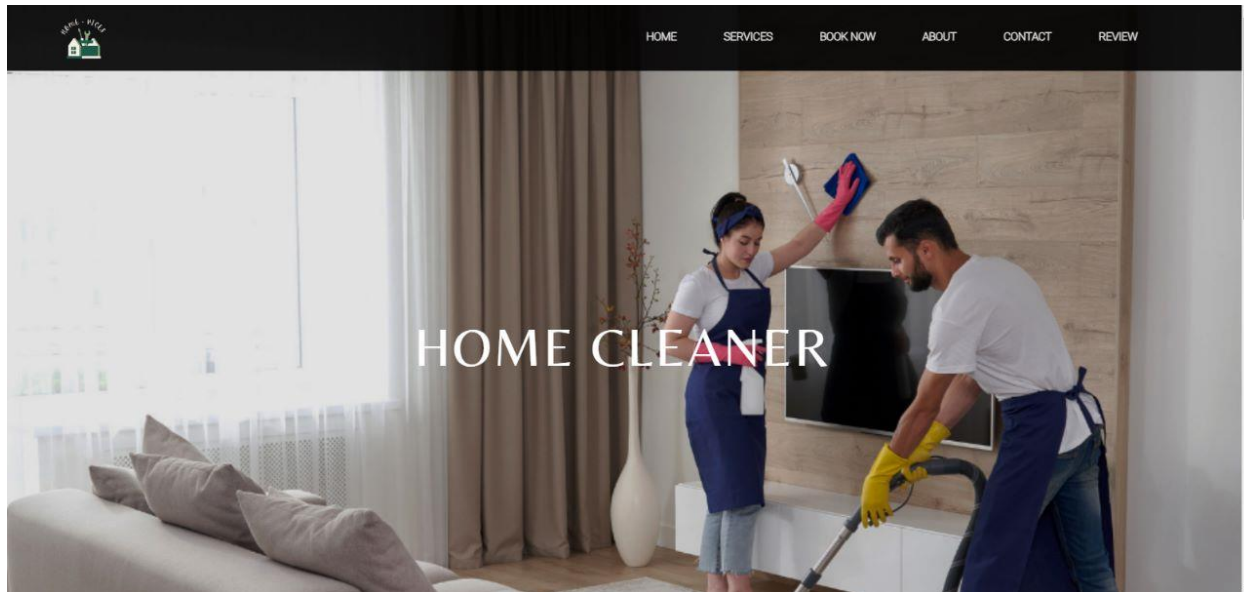 HOME
SERVICES
BOOK NOW
ABOUT
CONTACT
REVIEW
HOME CLEANER